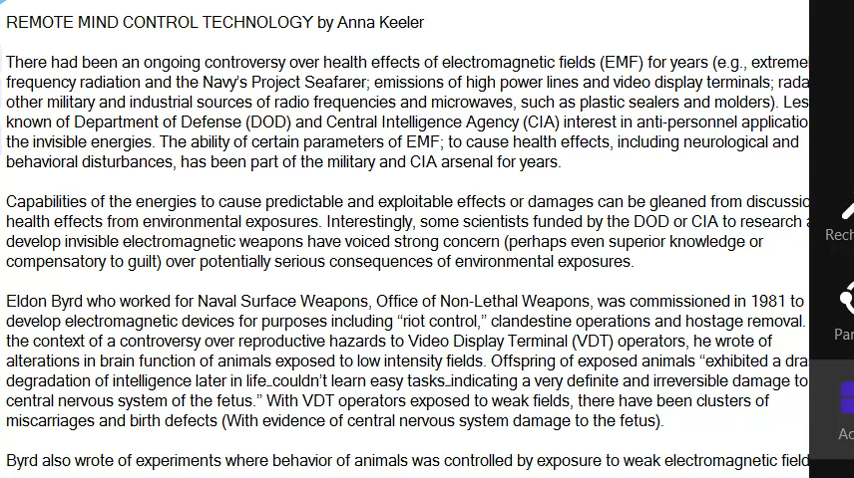 REMOTE MIND CONTROL TECHNOLOGY by Anna Keeler
There had been an ongoing controversy over health effects of electromagnetic fields (EMF) for years (e.g., extreme
frequency radiation and the Navy's Project Seafarer; emissions of high power lines and video display terminals; rada
other military and industrial sources of radio frequencies and microwaves, such as plastic sealers and molders). Les
known of Department of Defense (DOD) and Central Intelligence Agency (CIA) interest in anti-personnel applicatio
the invisible energies. The ability of certain parameters of EMF; to cause health effects, including neurological and
behavioral disturbances, has been part of the military and CIA arsenal for years.
Capabilities of the energies to cause predictable and exploitable effects or damages can be gleaned from discussic
health effects from environmental exposures. Interestingly, some scientists funded by the DOD or CIA to research
develop invisible electromagnetic weapons have voiced strong concern (perhaps even superior knowledge or
compensatory to guilt) over potentially serious consequences of environmental exposures.
Eldon Byrd who worked for Naval Surface Weapons, Office of Non-Lethal Weapons, was commissioned in 1981 to
develop electromagnetic devices for purposes including “riot control,” clandestine operations and hostage removal.
the context of a controversy over reproductive hazards to Video Display Terminal (VDT) operators, he wrote of
alterations in brain function of animals exposed to low intensity fields. Offspring of exposed animals “exhibited a dra
degradation of intelligence later in life_couldn't learn easy tasks_indicating a very definite and irreversible damage to
central nervous system of the fetus.” With VDT operators exposed to weak fields, there have been clusters of
miscarriages and birth defects (With evidence of central nervous system damage to the fetus).
Byrd also wrote of experiments where behavior of animals was controlled by exposure to weak electromagnetic field
Rech
Par
Ac